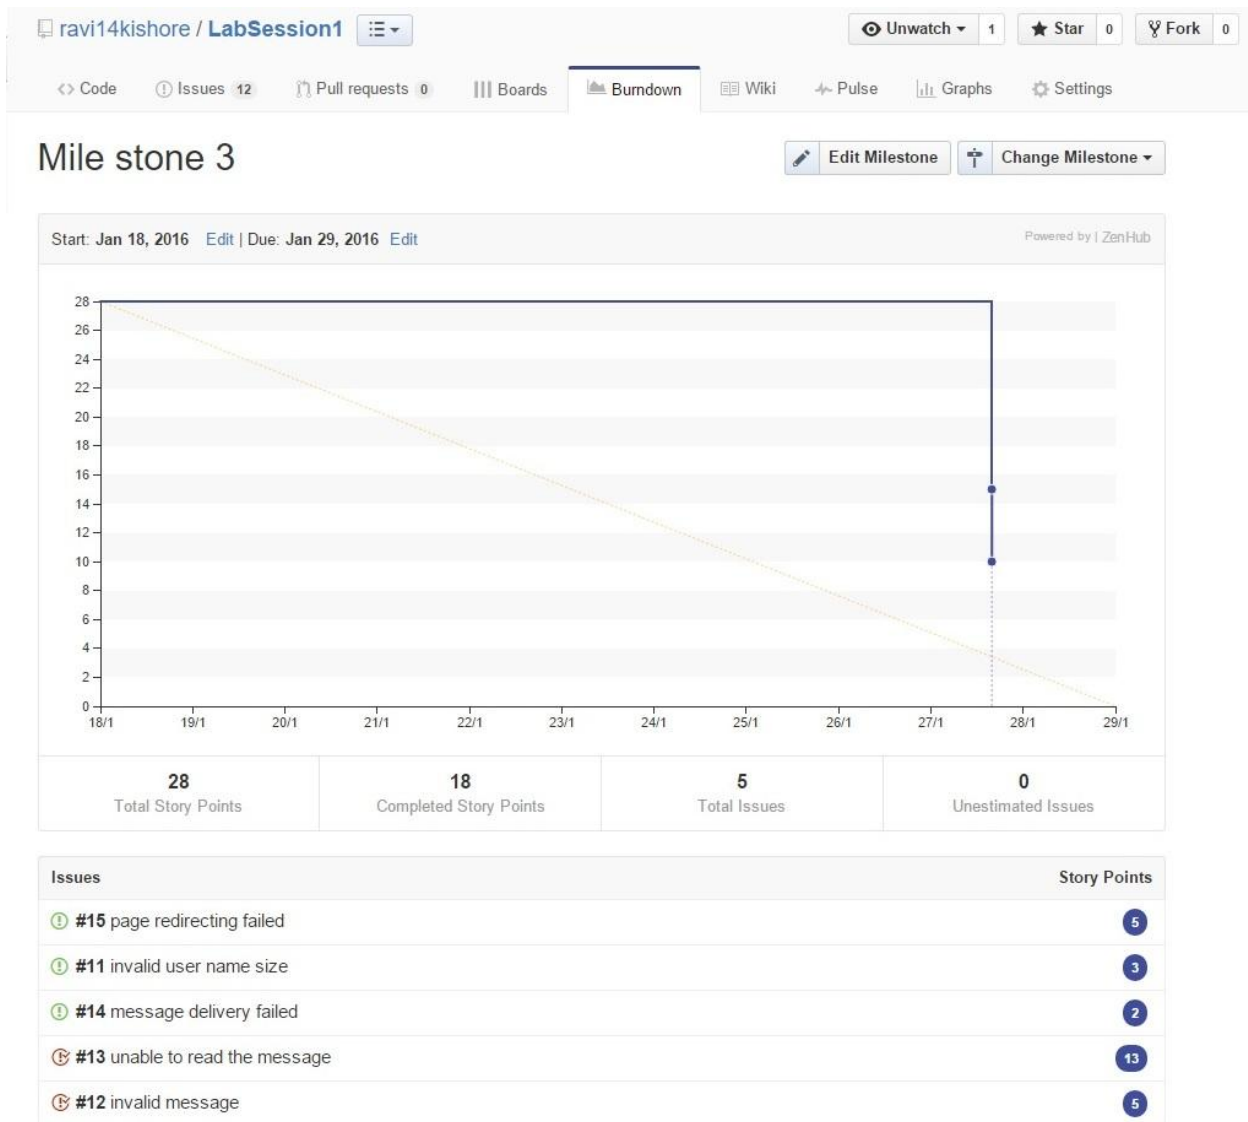 ravi14kishore / LabSession1 Unwatch 1 Star 0 Fork 0
Code Issues 12 Pull requests 0 Boards Burndown Wiki Pulse Graphs Settings
Mile stone 3 Edit Milestone Change Milestone
Start: Jan 18, 2016 Edit | Due: Jan 29, 2016 Edit Powered by | ZenHub
28
26
24
22
20
18
16
14
12
10
8
6
4
2
0
18/1 19/1 20/1 21/1 22/1 23/1 24/1 25/1 26/1 27/1 28/1 29/1
28 18 5 0
Total Story Points Completed Story Points Total Issues Unestimated Issues
Issues Story Points
#15 page redirecting failed 5
#11 invalid user name size 3
#14 message delivery failed 2
#13 unable to read the message 13
#12 invalid message 5